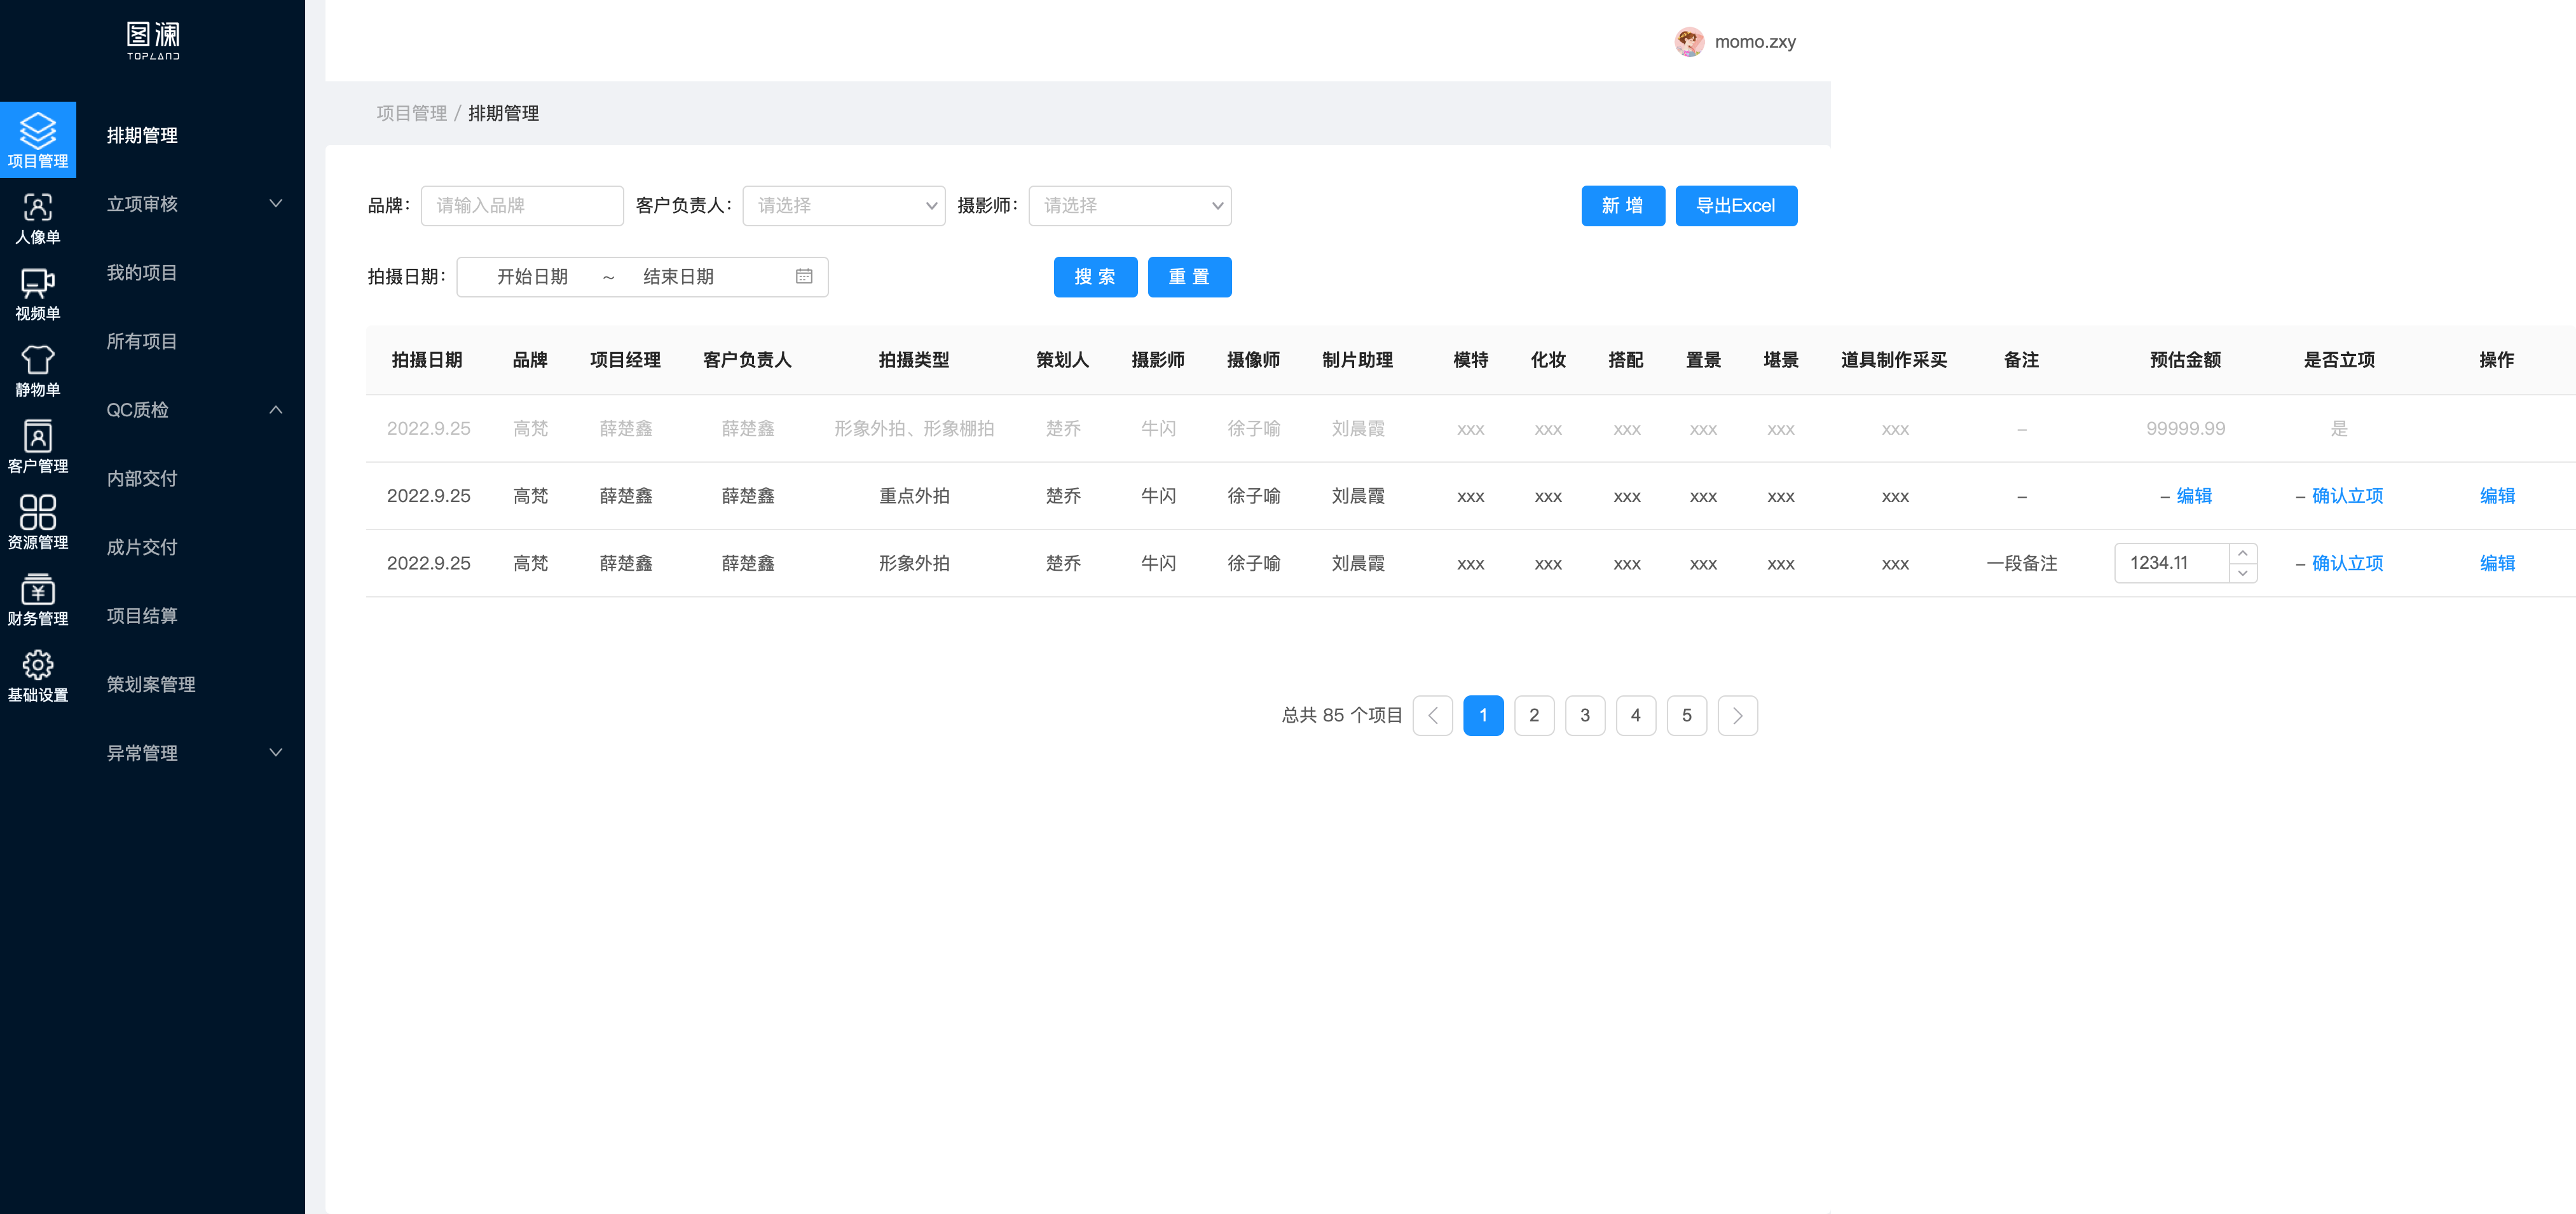 图澜
TOPLAND
momo.zxy
项目管理
人像单
视频单
静物单
客户管理
资源管理
财务管理
基础设置
排期管理
立项审核
我的项目
所有项目
QC质检
内部交付
成片交付
项目结算
策划案管理
异常管理
项目管理 / 排期管理
品牌： 请输入品牌 客户负责人： 请选择 摄影师： 请选择 新 增 导出Excel
拍摄日期： 开始日期 ~ 结束日期 搜 索 重 置
拍摄日期 品牌 项目经理 客户负责人 拍摄类型 策划人 摄影师 摄像师 制片助理 模特 化妆 搭配 置景 堪景 道具制作采买 备注 预估金额 是否立项 操作
2022.9.25 高梵 薛楚鑫 薛楚鑫 形象外拍、形象棚拍 楚乔 牛闪 徐子喻 刘晨霞 xxx xxx xxx xxx xxx xxx – 99999.99 是
2022.9.25 高梵 薛楚鑫 薛楚鑫 重点外拍 楚乔 牛闪 徐子喻 刘晨霞 xxx xxx xxx xxx xxx xxx – – 编辑 – 确认立项 编辑
2022.9.25 高梵 薛楚鑫 薛楚鑫 形象外拍 楚乔 牛闪 徐子喻 刘晨霞 xxx xxx xxx xxx xxx xxx 一段备注 1234.11 – 确认立项 编辑
总共 85 个项目 1 2 3 4 5